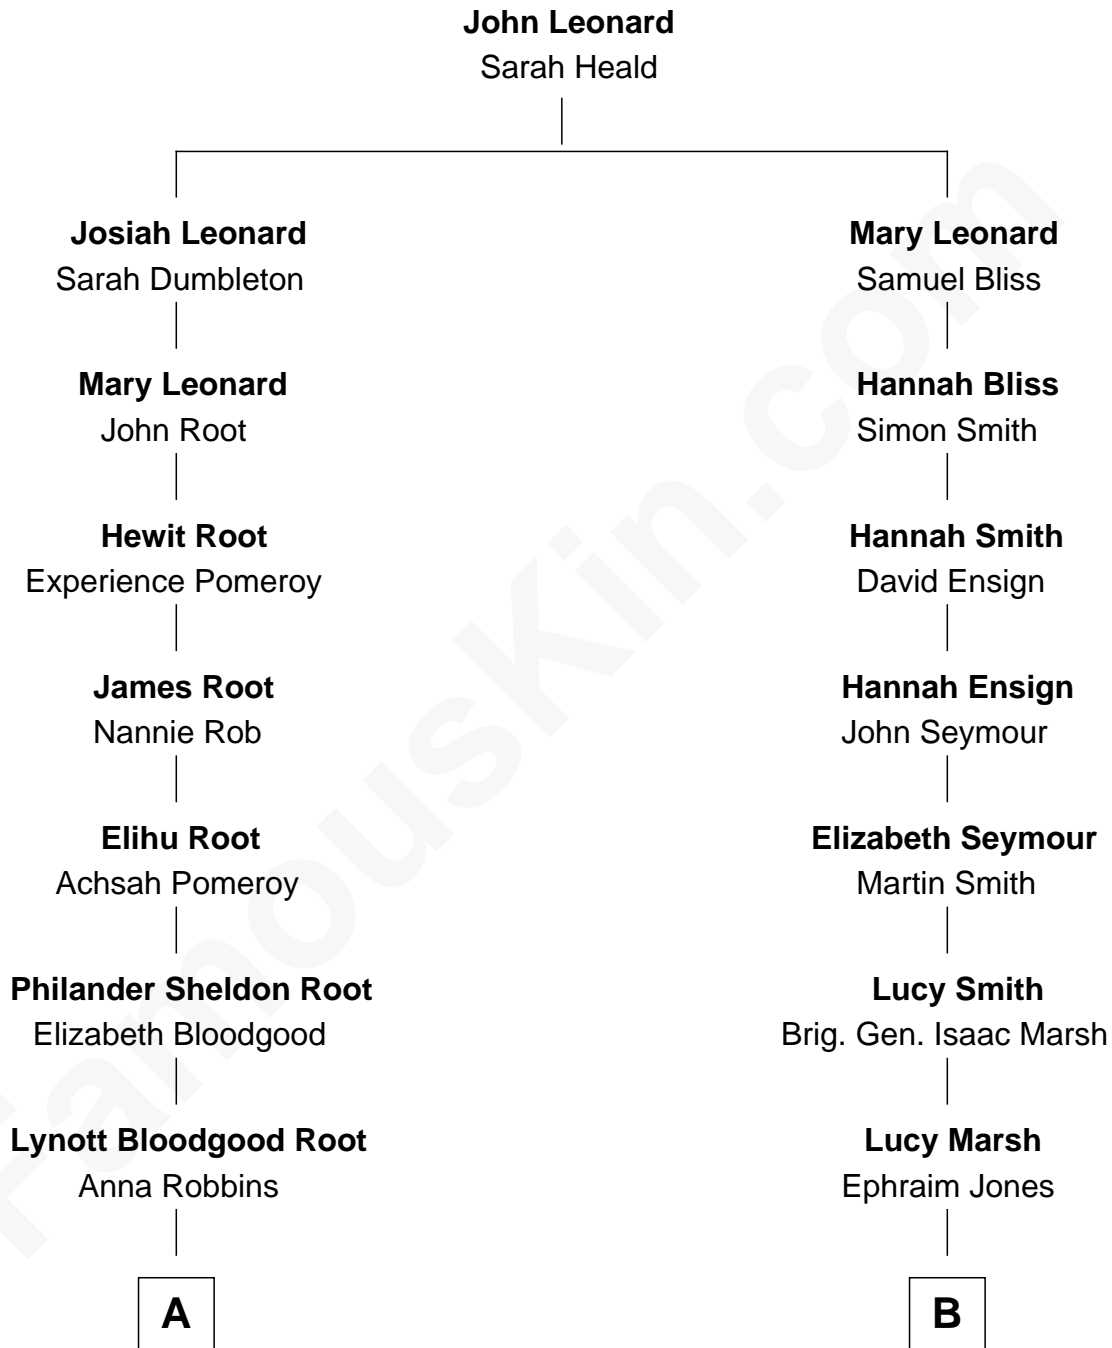 John Leonard
Sarah Heald
Josiah Leonard
Sarah Dumbleton
Mary Leonard
John Root
Hewit Root
Experience Pomeroy
James Root
Nannie Rob
Elihu Root
Achsah Pomeroy
Philander Sheldon Root
Elizabeth Bloodgood
Lynott Bloodgood Root
Anna Robbins
A
Mary Leonard
Samuel Bliss
Hannah Bliss
Simon Smith
Hannah Smith
David Ensign
Hannah Ensign
John Seymour
Elizabeth Seymour
Martin Smith
Lucy Smith
Brig. Gen. Isaac Marsh
Lucy Marsh
Ephraim Jones
B
FamousKin.com